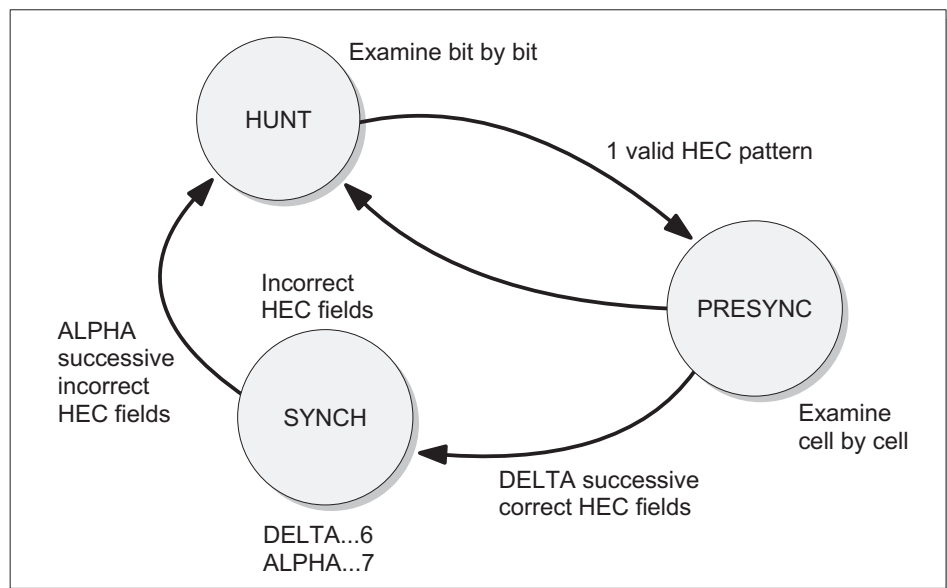 Examine bit by bit
HUNT
1 valid HEC pattern
Incorrect
HEC fields
PRESYNC
ALPHA
successive
incorrect
HEC fields
SYNCH
Examine
cell by cell
DELTA successive
correct HEC fields
DELTA...6
ALPHA...7